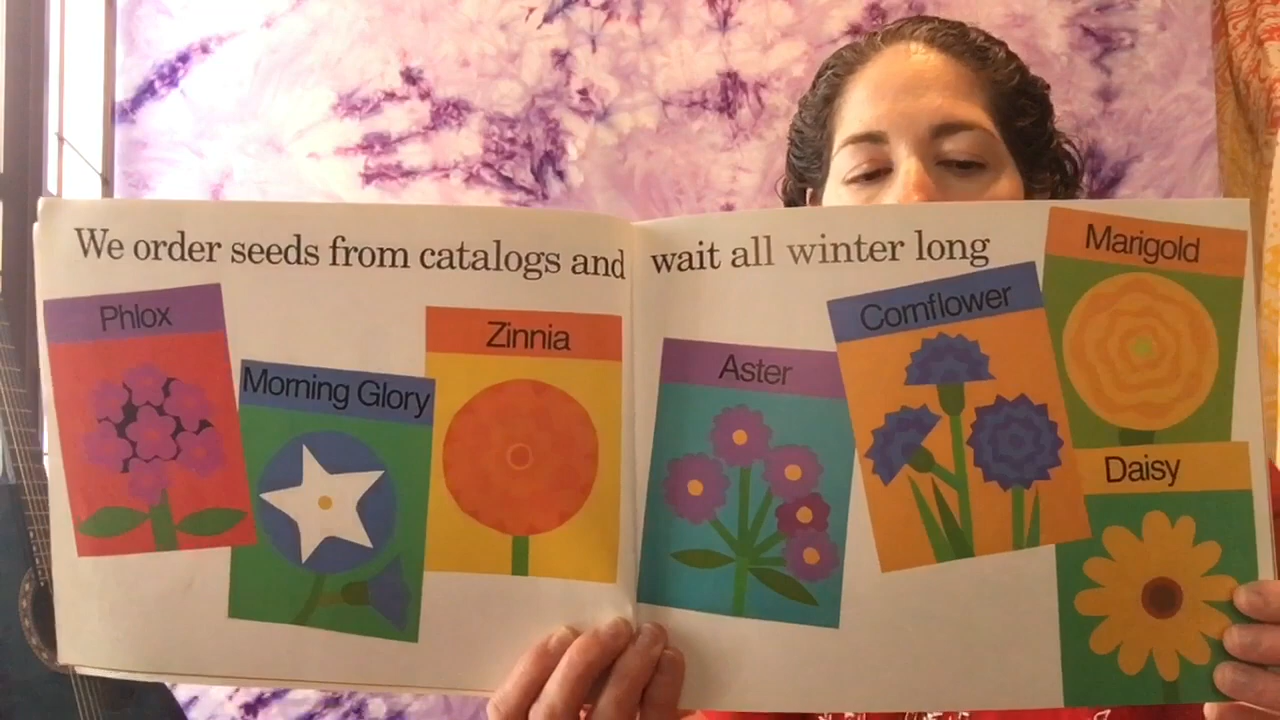 We order seeds from catalogs and wait all winter long
Phlox
Morning Glory
Zinnia
Aster
Cornflower
Marigold
Daisy